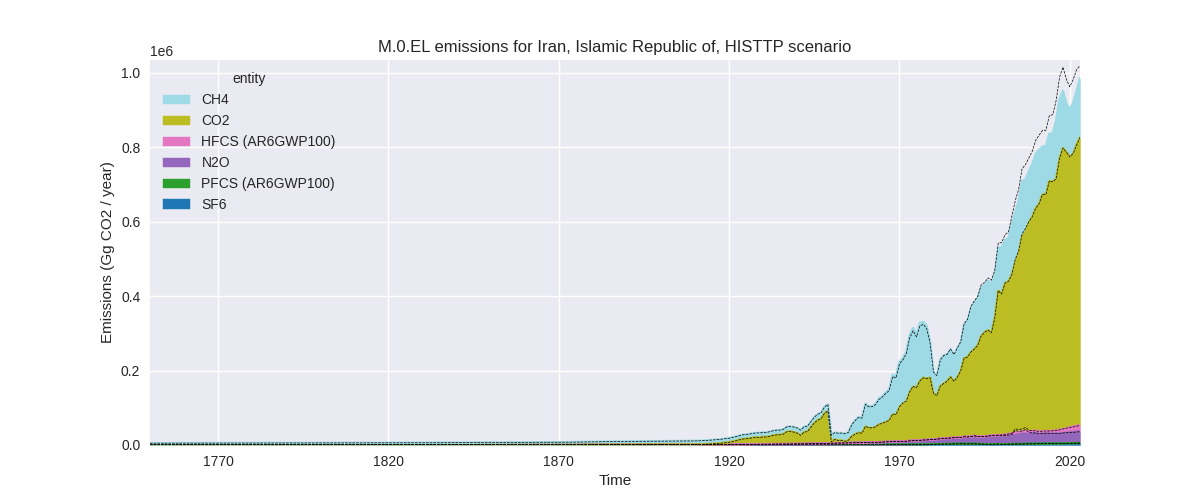 M.0.EL emissions for Iran, Islamic Republic of, HISTTP scenario
1e6
1.0
0.8
0.6
0.4
0.2
0.0
Emissions (Gg CO2 / year)
entity
CH4
CO2
HFCS (AR6GWP100)
N2O
PFCS (AR6GWP100)
SF6
1770
1820
1870
1920
1970
2020
Time